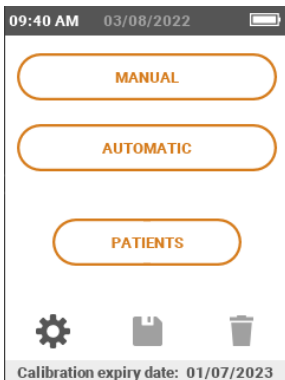 09:40 AM 03/08/2022
MANUAL
AUTOMATIC
PATIENTS
Calibration expiry date: 01/07/2023